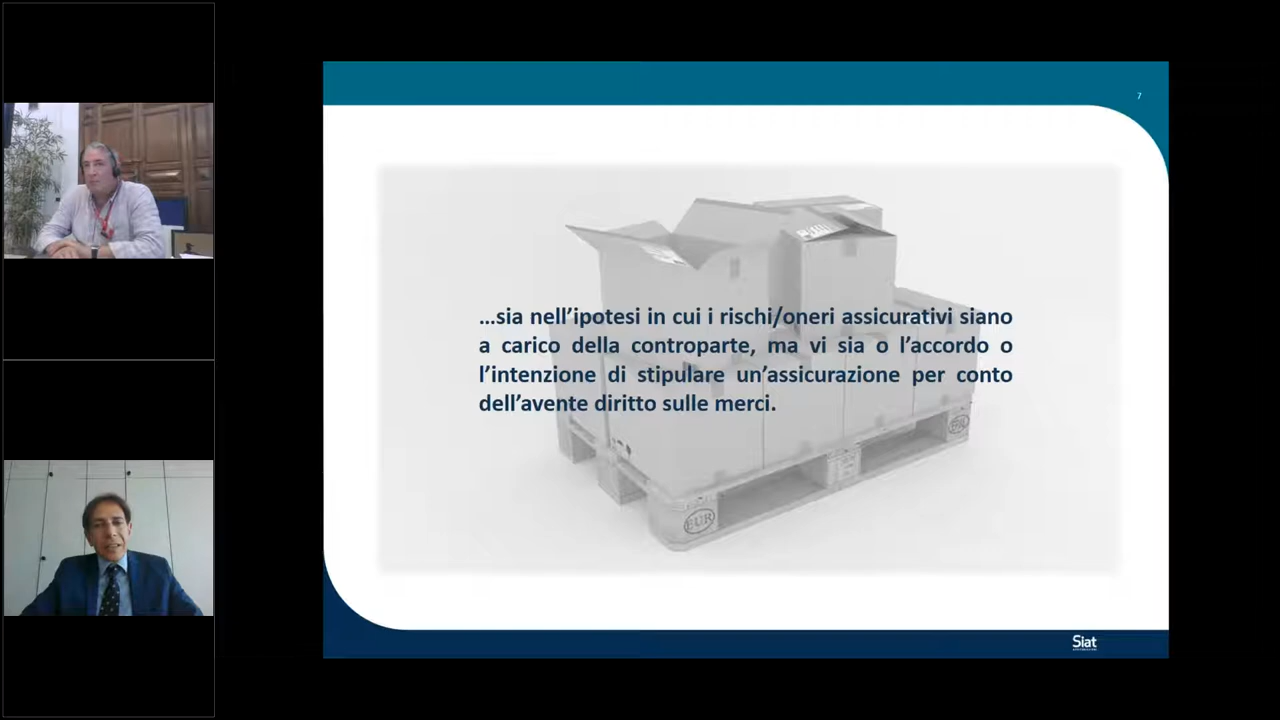 7
...sia nell'ipotesi in cui i rischi/oneri assicurativi siano
a carico della controparte, ma vi sia o l'accordo o
l'intenzione di stipulare un'assicurazione per conto
dell'avente diritto sulle merci.
EUR
Siat